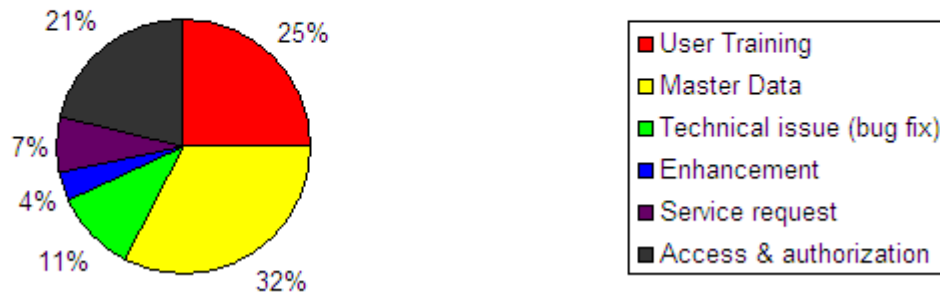 21%
25%
7%
4%
11%
32%
User Training
Master Data
Technical issue (bug fix)
Enhancement
Service request
Access & authorization